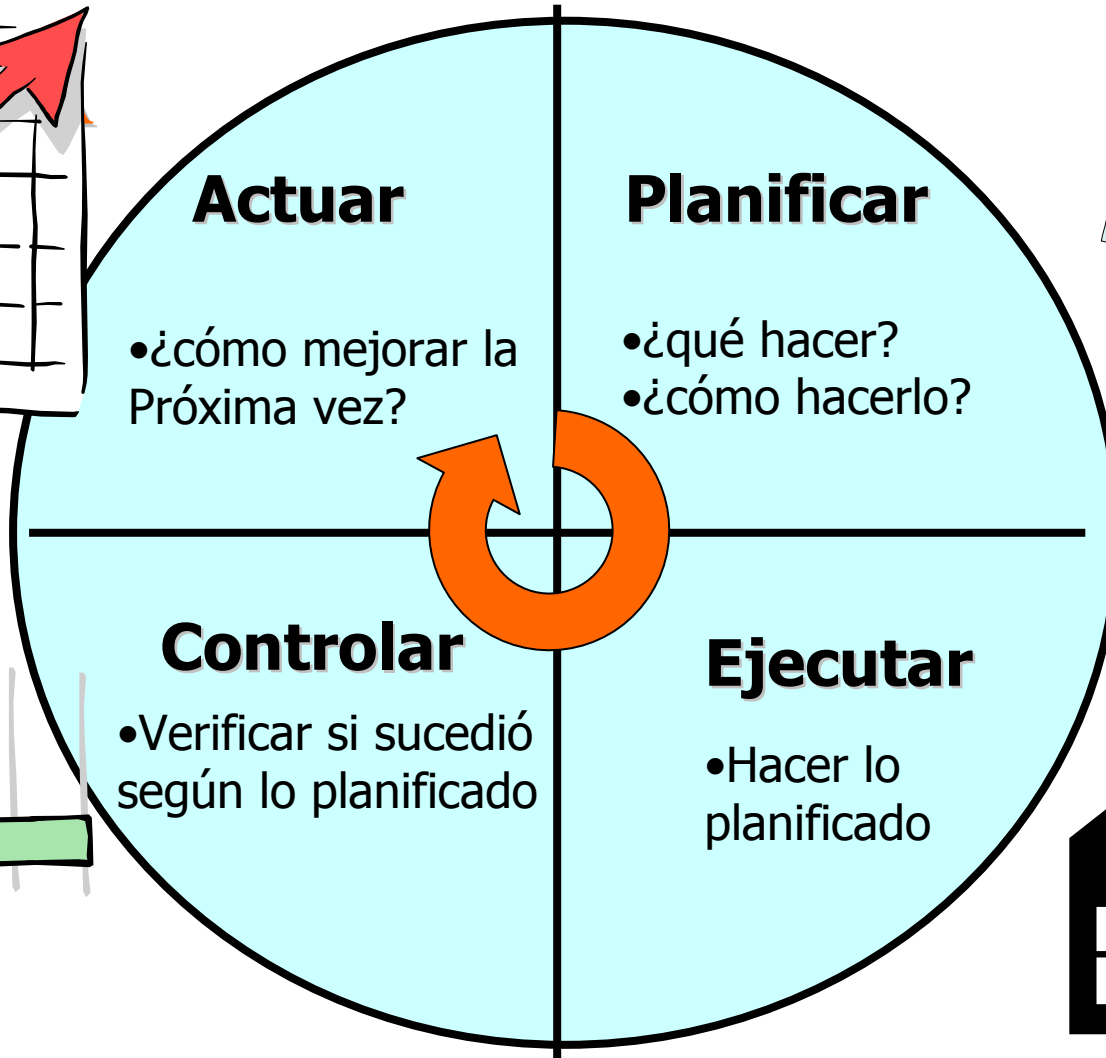 Actuar
•¿cómo mejorar la
Próxima vez?
Planificar
•¿qué hacer?
•¿cómo hacerlo?
Controlar
•Verificar si sucedió
según lo planificado
Ejecutar
•Hacer lo
planificado